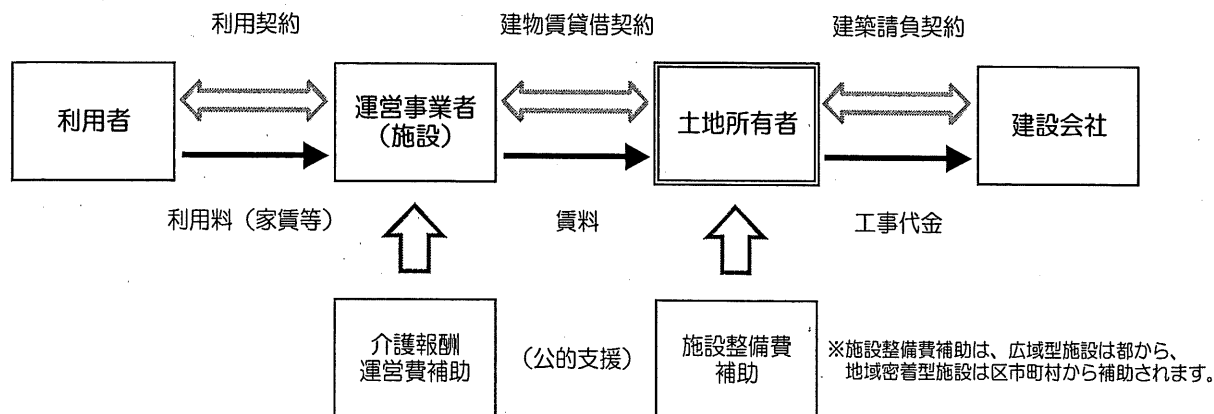 利用契約
建物賃貸借契約
建築請負契約
利用者
運営事業者
（施設）
土地所有者
建設会社
利用料（家賃等）
賃料
工事代金
介護報酬
運営費補助
（公的支援）
施設整備費
補助
※施設整備費補助は、広域型施設は都から、
地域密着型施設は区市町村から補助されます。